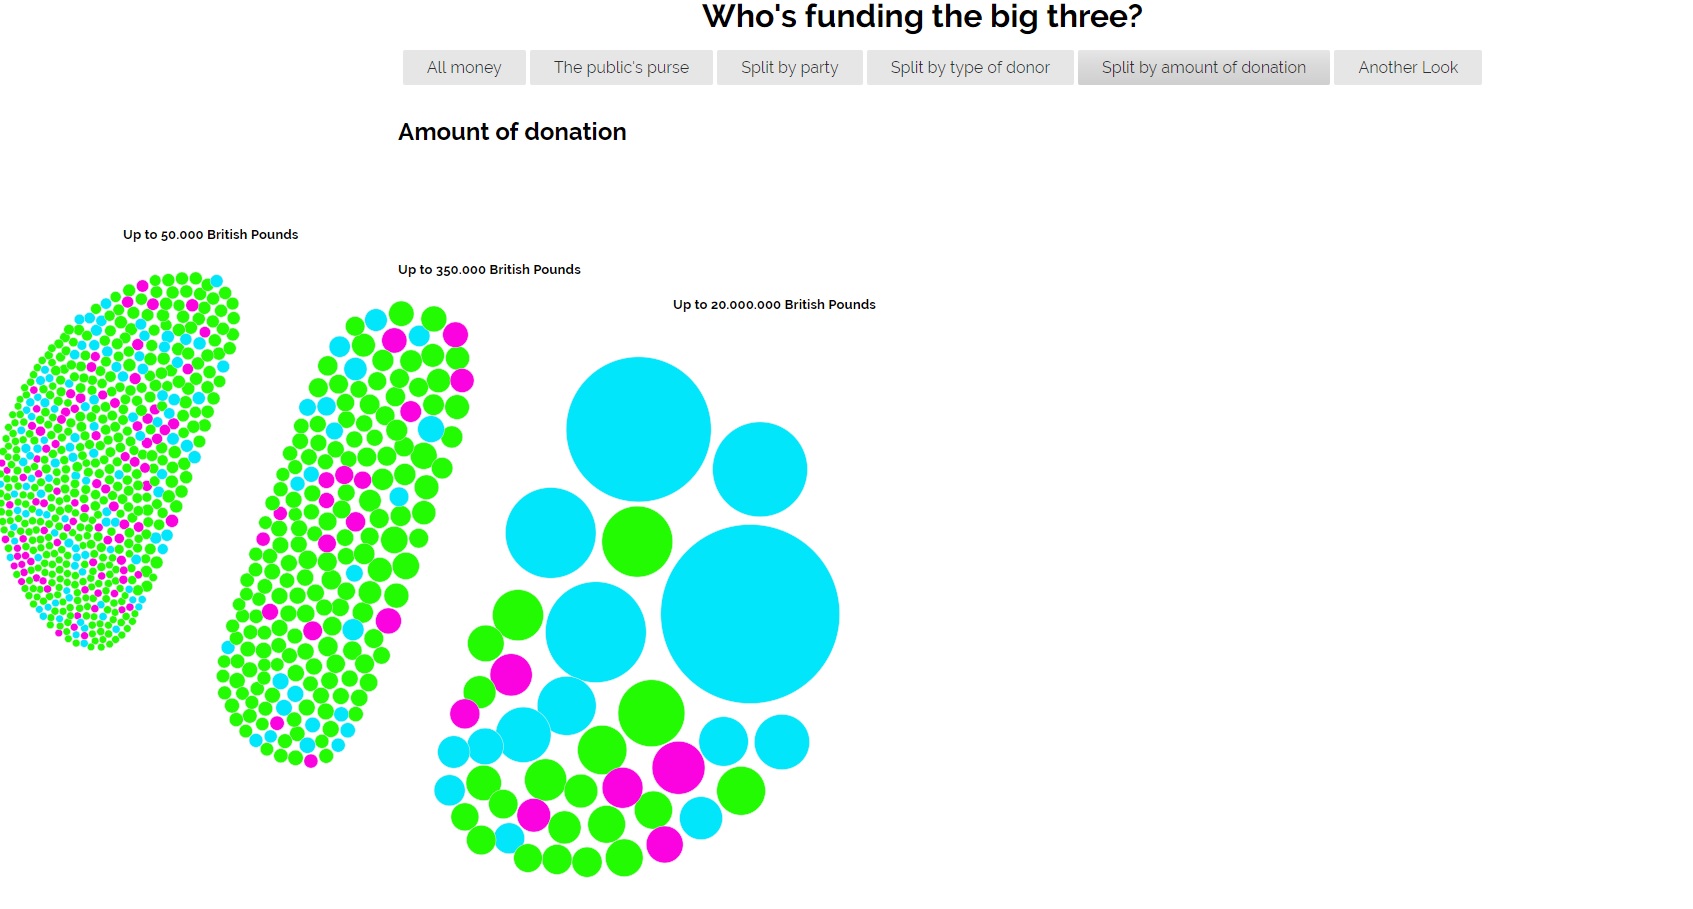 Who's funding the big three?
All money
The public's purse
Split by party
Split by type of donor
Split by amount of donation
Another Look
Amount of donation
Up to 50.000 British Pounds
Up to 350.000 British Pounds
Up to 20.000.000 British Pounds